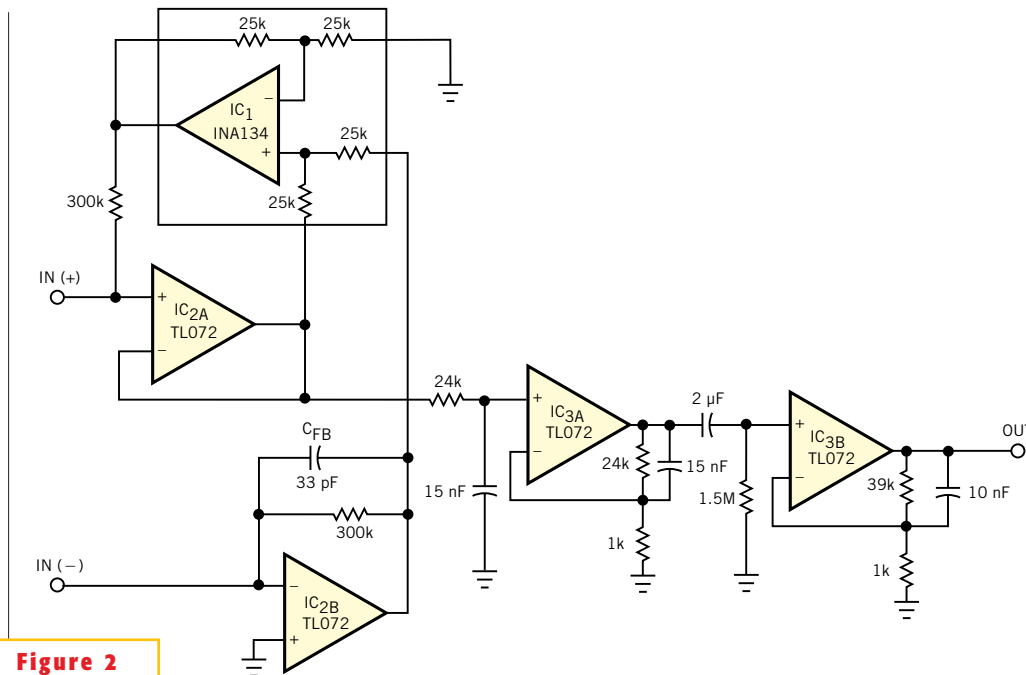 25k
25k
IC1
INA134
−
+
25k
25k
300k
IN (+)
+
−
IC2A
TL072
24k
+
−
IC3A
TL072
2 µF
+
−
IC3B
TL072
OUT
CFB
33 pF
15 nF
24k
15 nF
1.5M
39k
10 nF
300k
1k
1k
IN (−)
−
+
IC2B
TL072
Figure 2